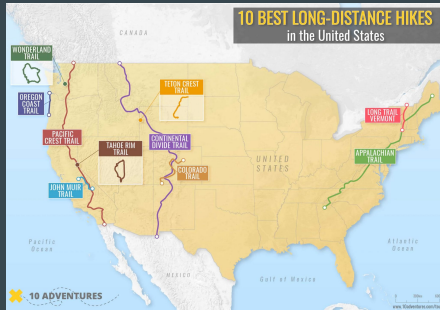 10 BEST LONG-DISTANCE HIKES
in the United States
CANADA
WONDERLAND
TRAIL
OREGON
COAST
TRAIL
TETON CREST
TRAIL
LONG TRAIL
VERMONT
PACIFIC
CREST TRAIL
TAHOE RIM
TRAIL
CONTINENTAL
DIVIDE TRAIL
APPALACHIAN
TRAIL
UNITED
STATES
COLORADO
TRAIL
JOHN MUIR
TRAIL
Pacific
Ocean
Atlantic
Ocean
MEXICO
Gulf of Mexico
10 ADVENTURES